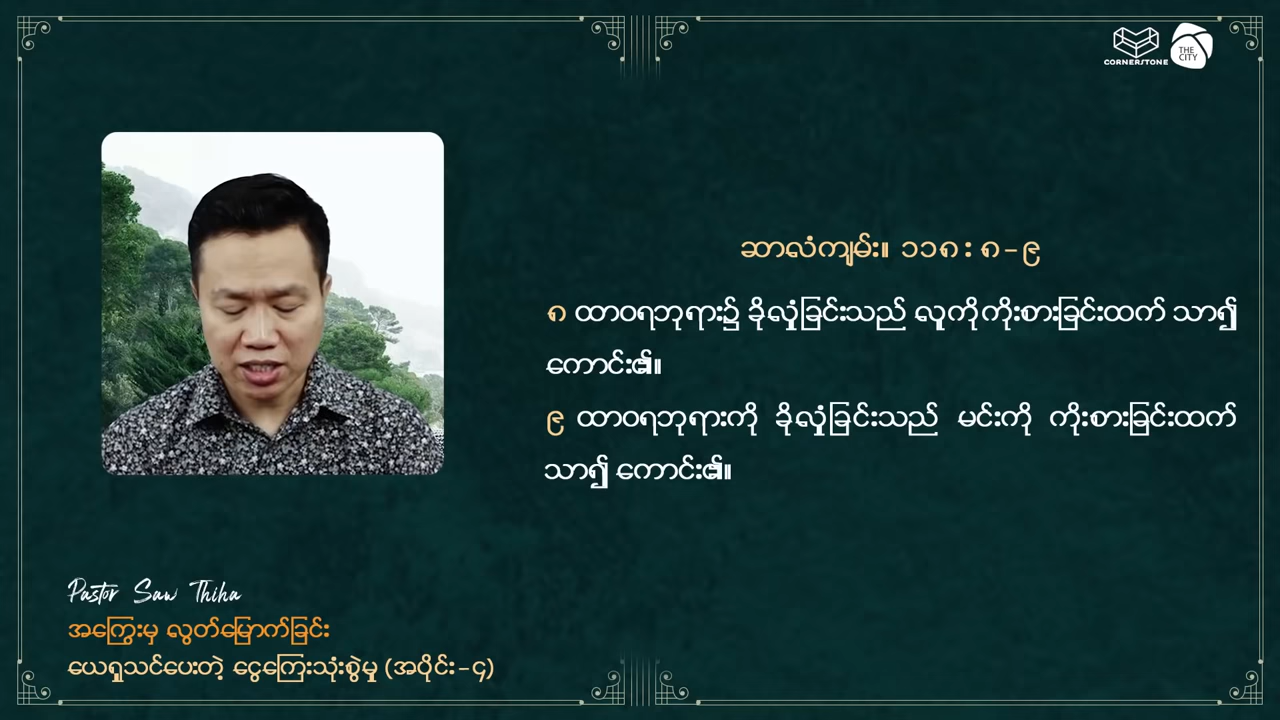 CORNERSTONE
THE
CITY
ဆာလံကျမ်း။ ၁၁၈ : ၈ - ၉
၈ ထာဝရဘုရား၌ ခိုလှုံခြင်းသည် လူကိုကိုးစားခြင်းထက် သာ၍
ကောင်း၏။
၉ ထာဝရဘုရားကို ခိုလှုံခြင်းသည် မင်းကို ကိုးစားခြင်းထက်
သာ၍ ကောင်း၏။
Pastor Saw Thiha
အကြွေးမှ လွတ်မြောက်ခြင်း
ယေရှုသင်ပေးတဲ့ ငွေကြေးသုံးစွဲမှု (အပိုင်း - ၄)